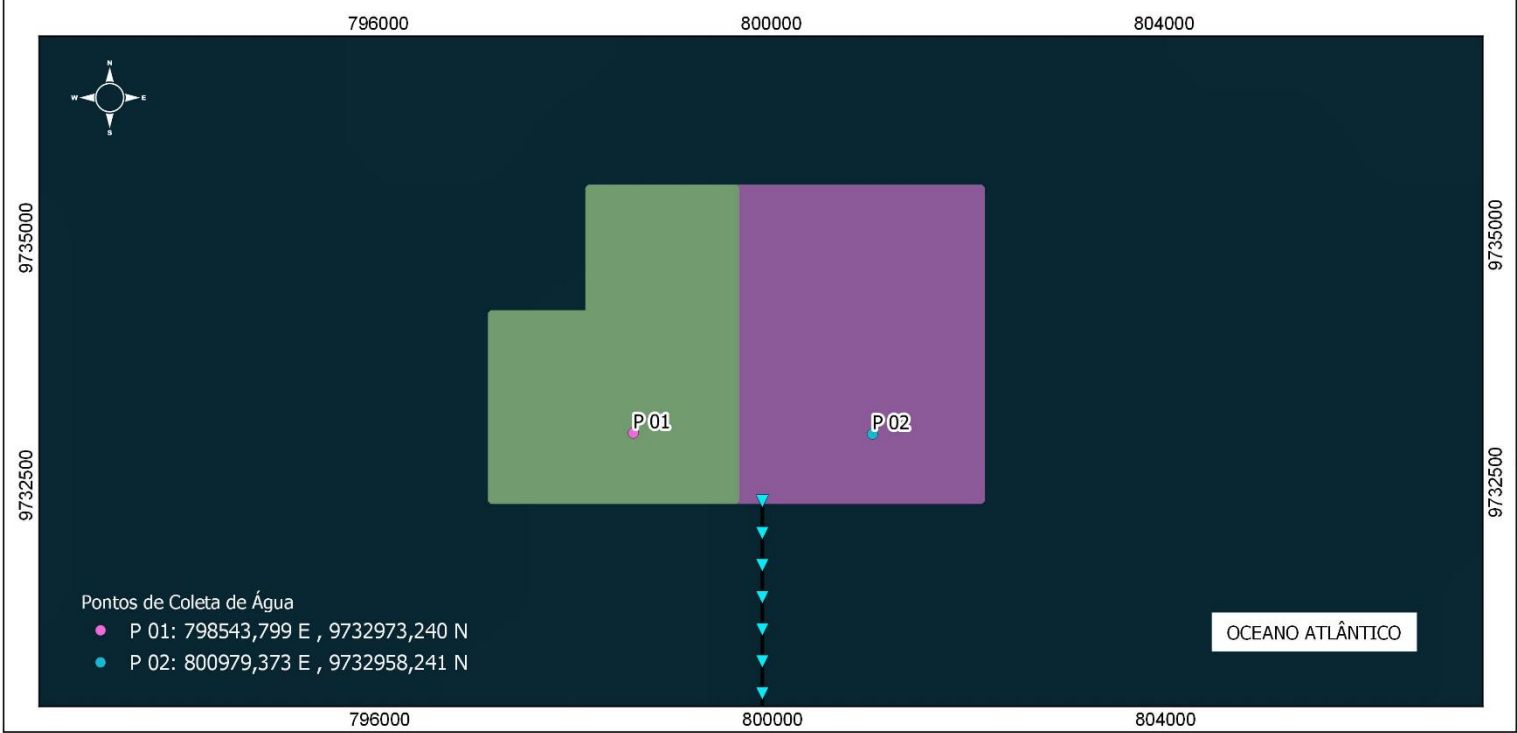 796000 800000 804000
N
W E
S
9735000 9735000
P 01 P 02
9732500 9732500
Pontos de Coleta de Água
P 01: 798543,799 E , 9732973,240 N
P 02: 800979,373 E , 9732958,241 N
OCEANO ATLÂNTICO
796000 800000 804000